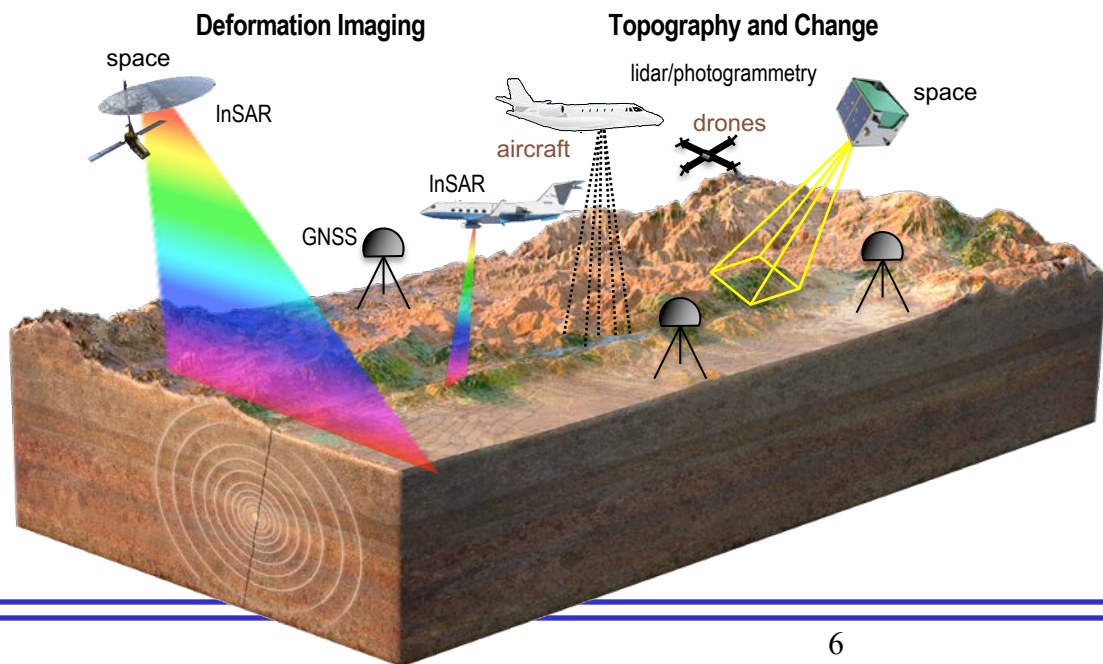 Deformation Imaging
Topography and Change
space
InSAR
lidar/photogrammetry
space
aircraft
drones
InSAR
GNSS
6